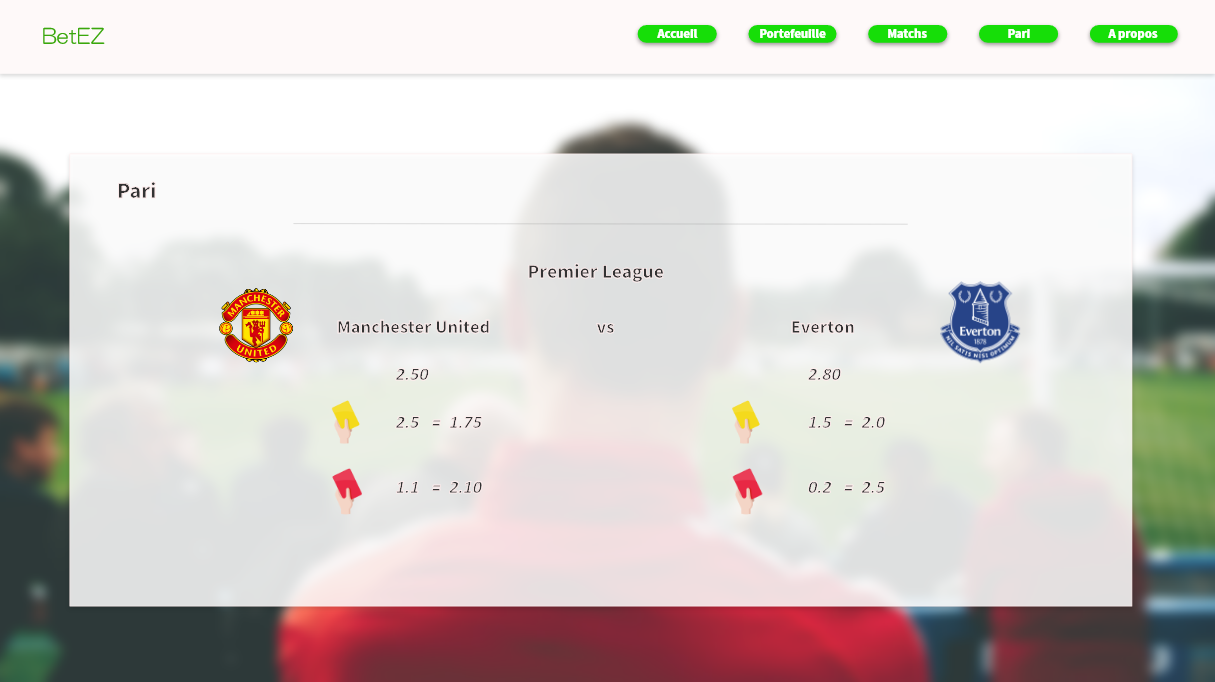 BetEZ
Accueil Portefeuille Matchs Pari A propos
Pari
Premier League
MANCHESTER UNITED
Manchester United vs Everton
Everton
1878
NIL SATIS NISI OPTIMUM
2.50 2.80
2.5 = 1.75 1.5 = 2.0
1.1 = 2.10 0.2 = 2.5